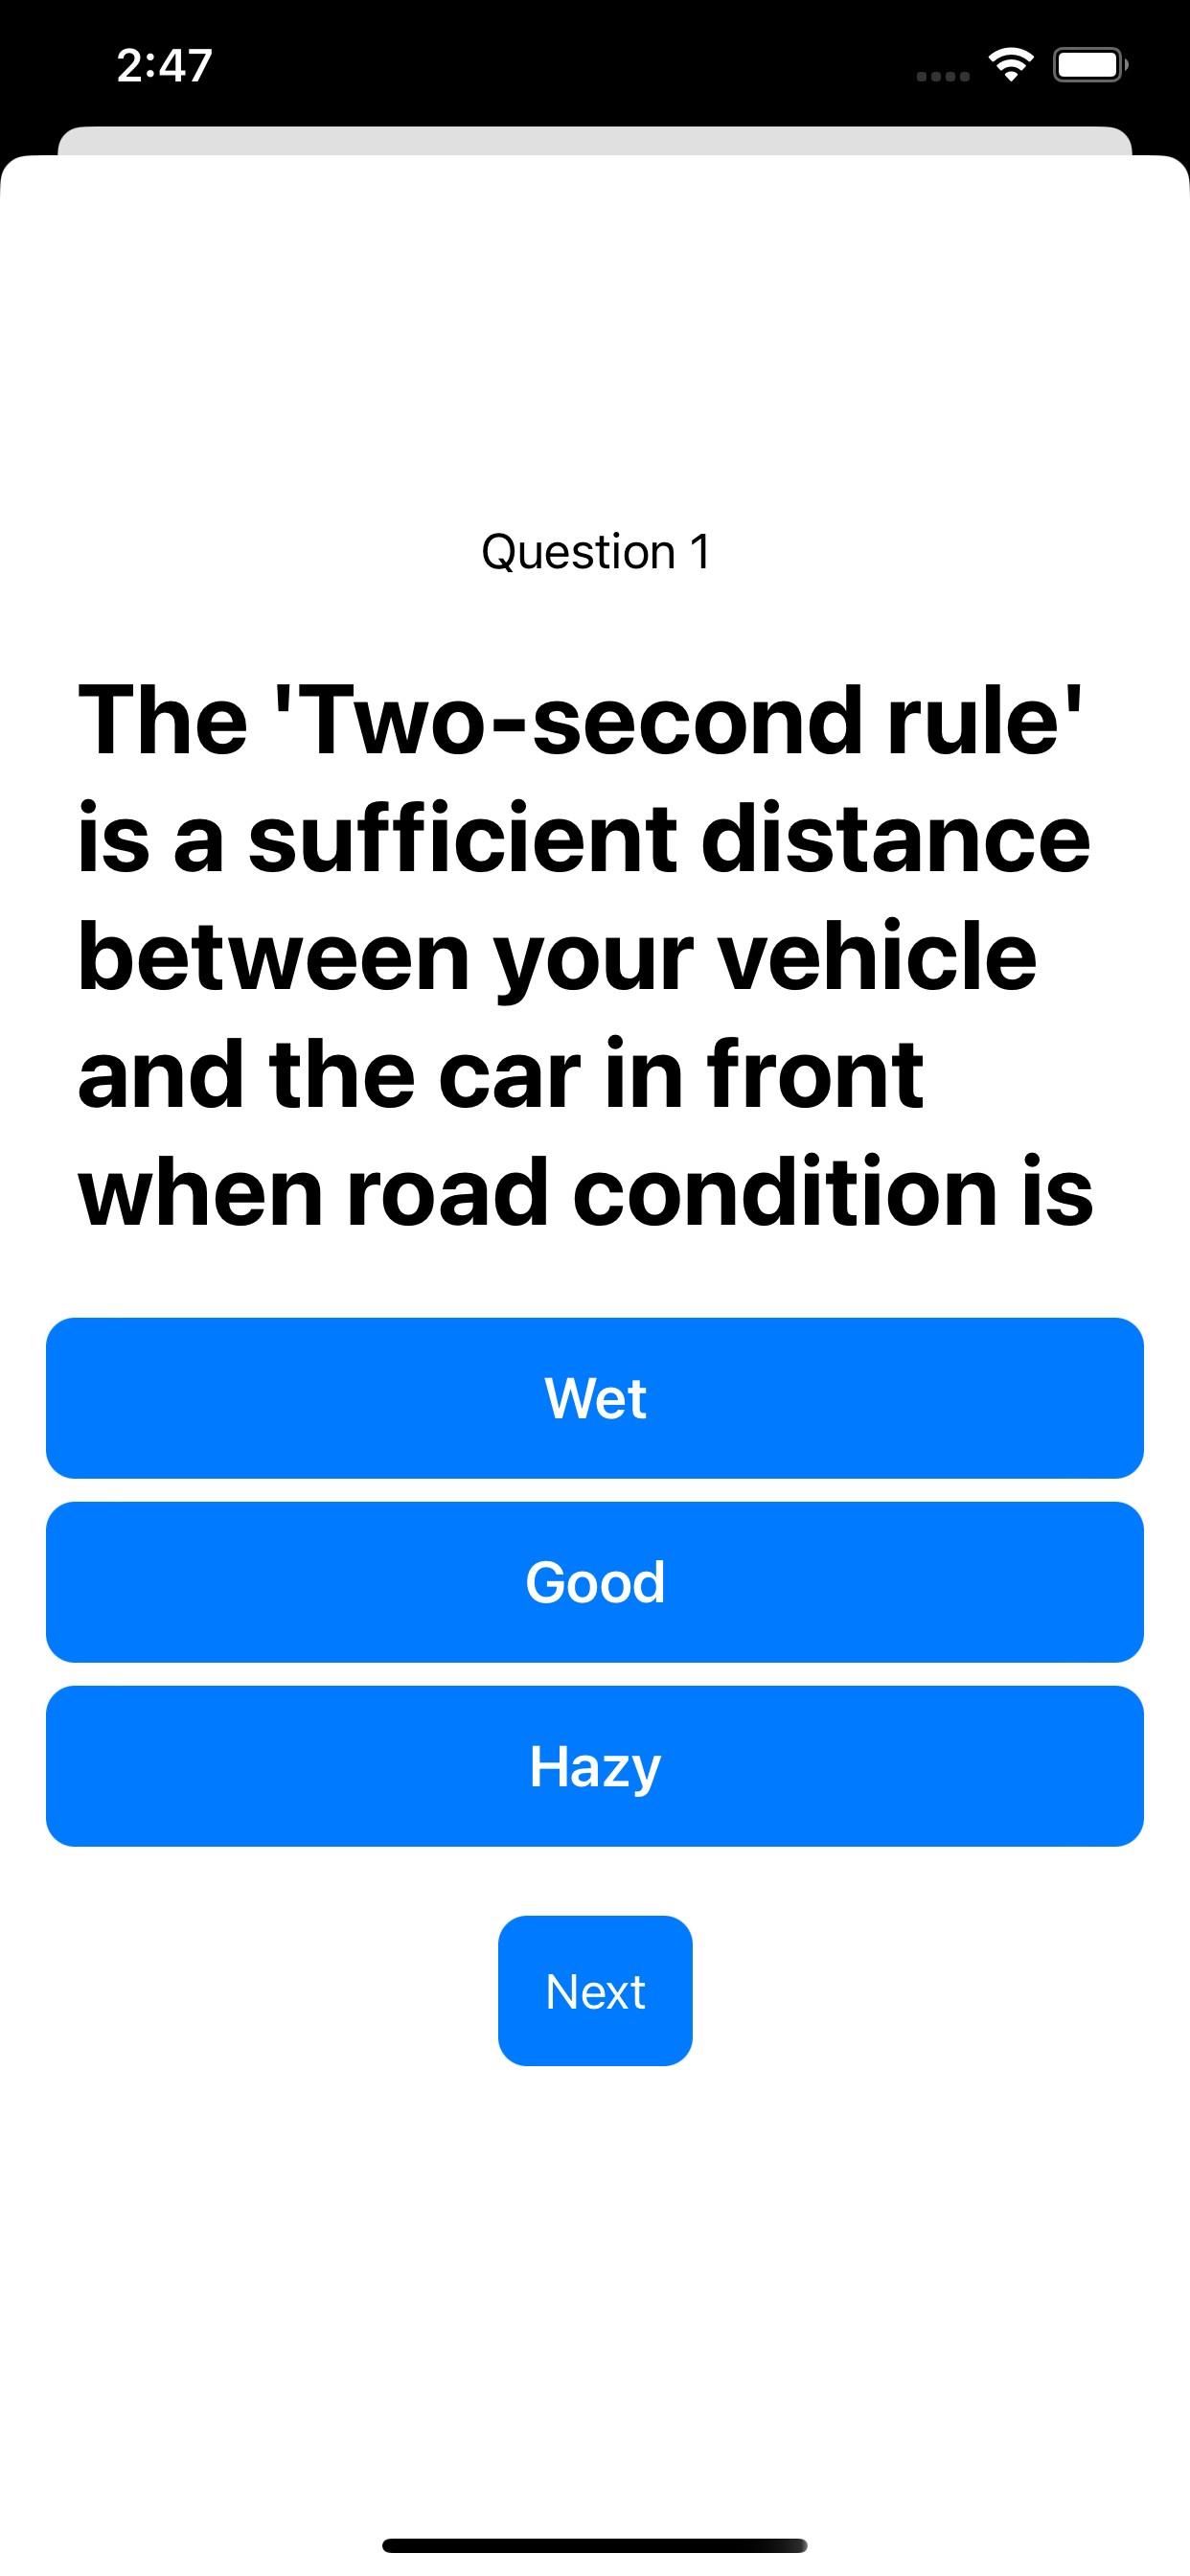 2:47
Question 1
The 'Two-second rule'
is a sufficient distance
between your vehicle
and the car in front
when road condition is
Wet
Good
Hazy
Next